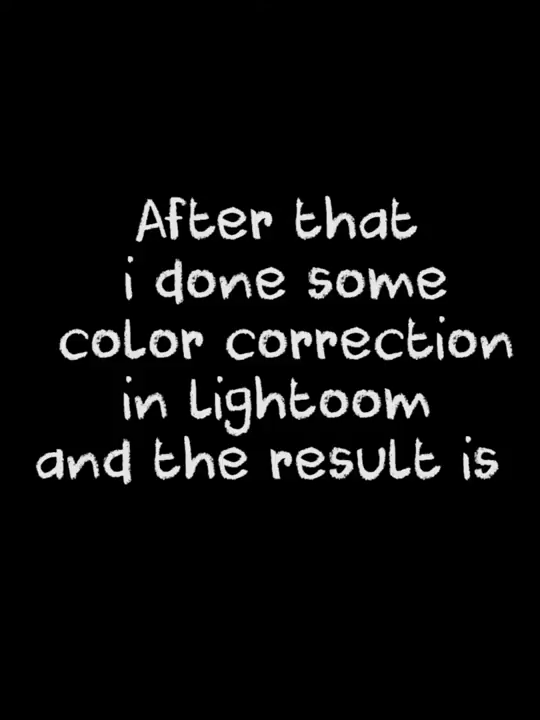 After that
i done some
color correction
in Lightoom
and the result is